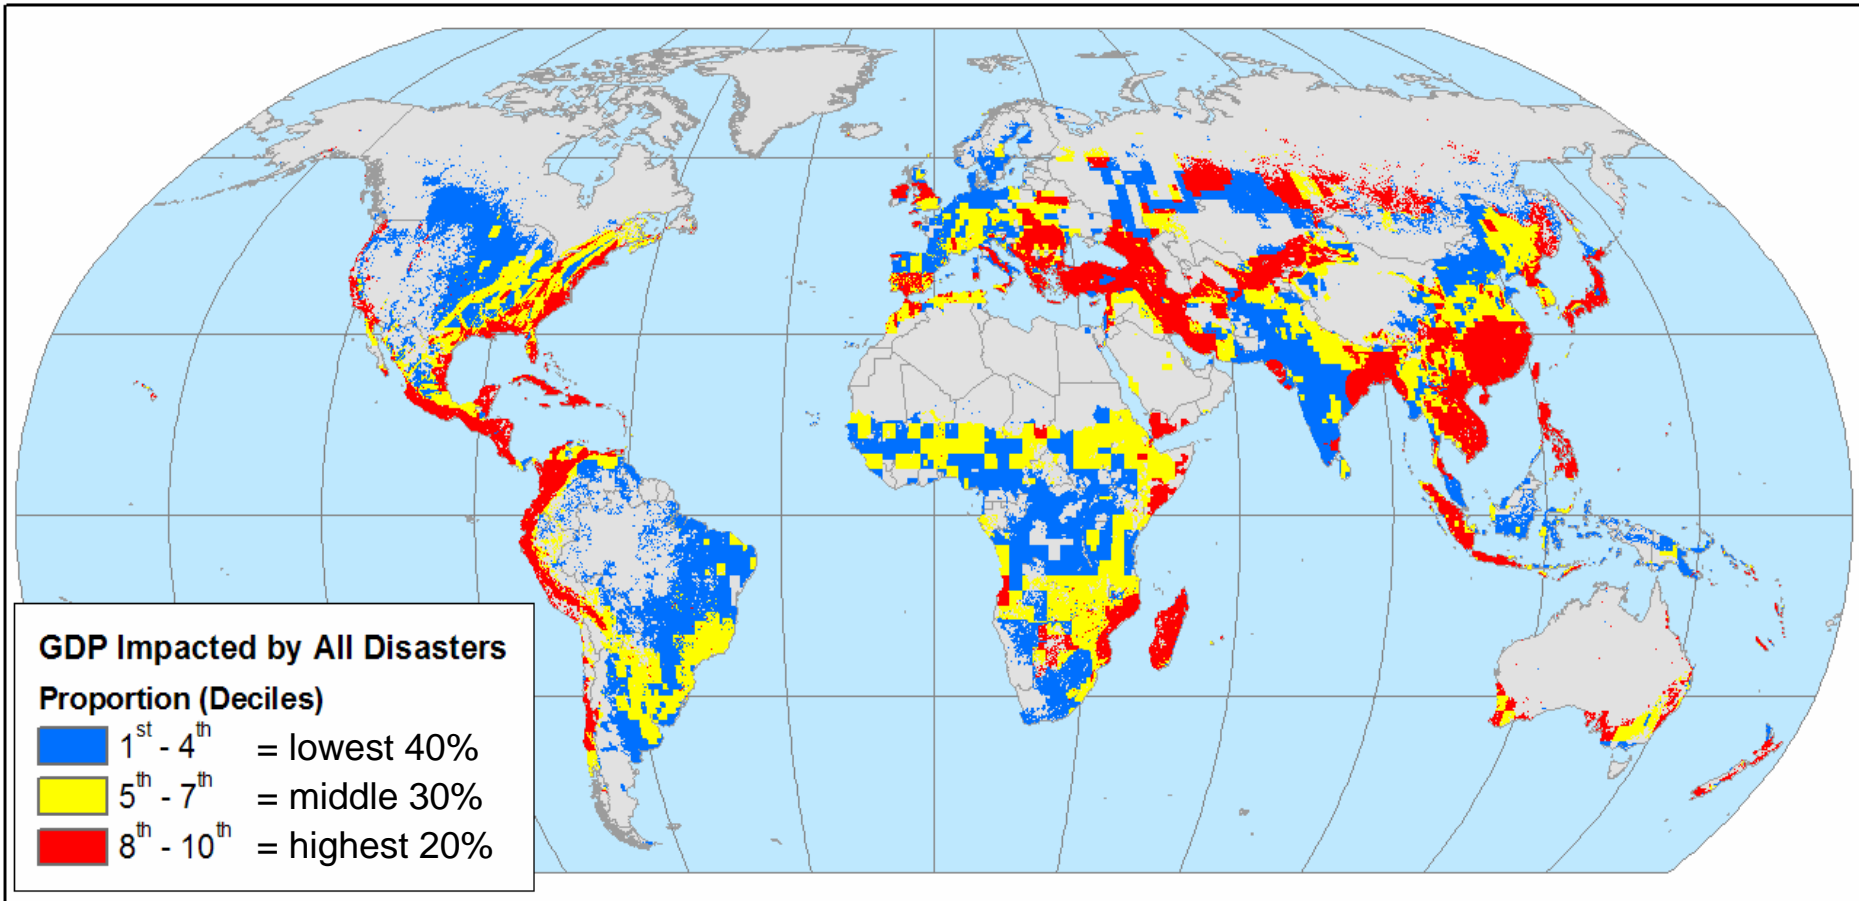 GDP Impacted by All Disasters
Proportion (Deciles)
1st - 4th = lowest 40%
5th - 7th = middle 30%
8th - 10th = highest 20%